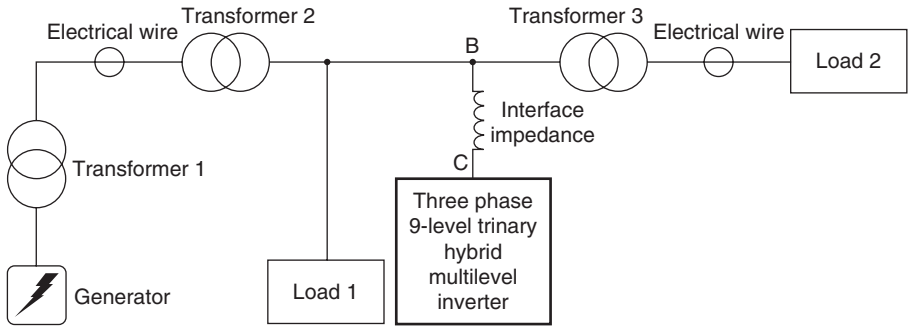 Transformer 2
Transformer 3
Electrical wire
B
Electrical wire
Load 2
Interface
impedance
C
Transformer 1
Three phase
9-level trinary
hybrid
multilevel
inverter
Load 1
Generator